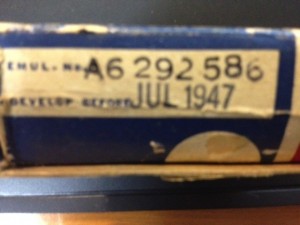 EMUL. No. A6 292 586
DEVELOP BEFORE JUL 1947